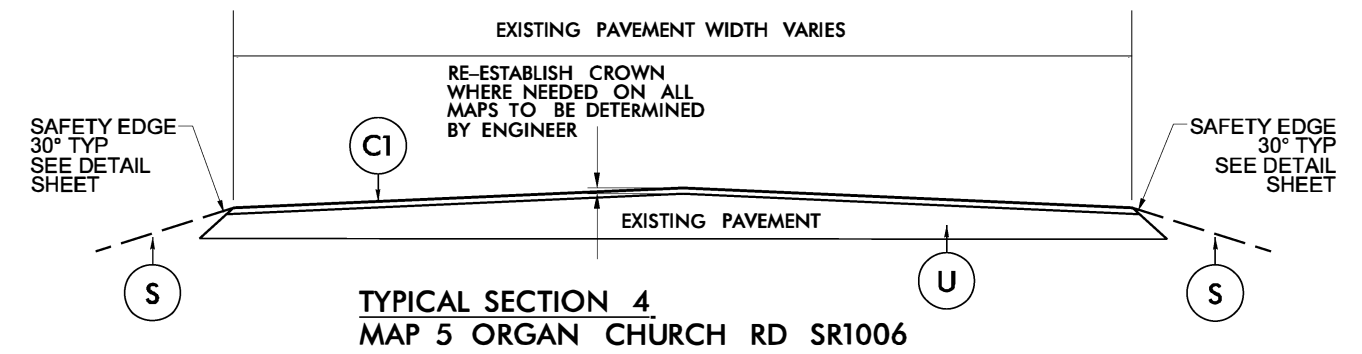 EXISTING PAVEMENT WIDTH VARIES
RE-ESTABLISH CROWN
WHERE NEEDED ON ALL
MAPS TO BE DETERMINED
BY ENGINEER
SAFETY EDGE
30° TYP
SEE DETAIL
SHEET
C1
SAFETY EDGE
30° TYP
SEE DETAIL
SHEET
EXISTING PAVEMENT
S
U
S
TYPICAL SECTION 4
MAP 5 ORGAN CHURCH RD SR1006